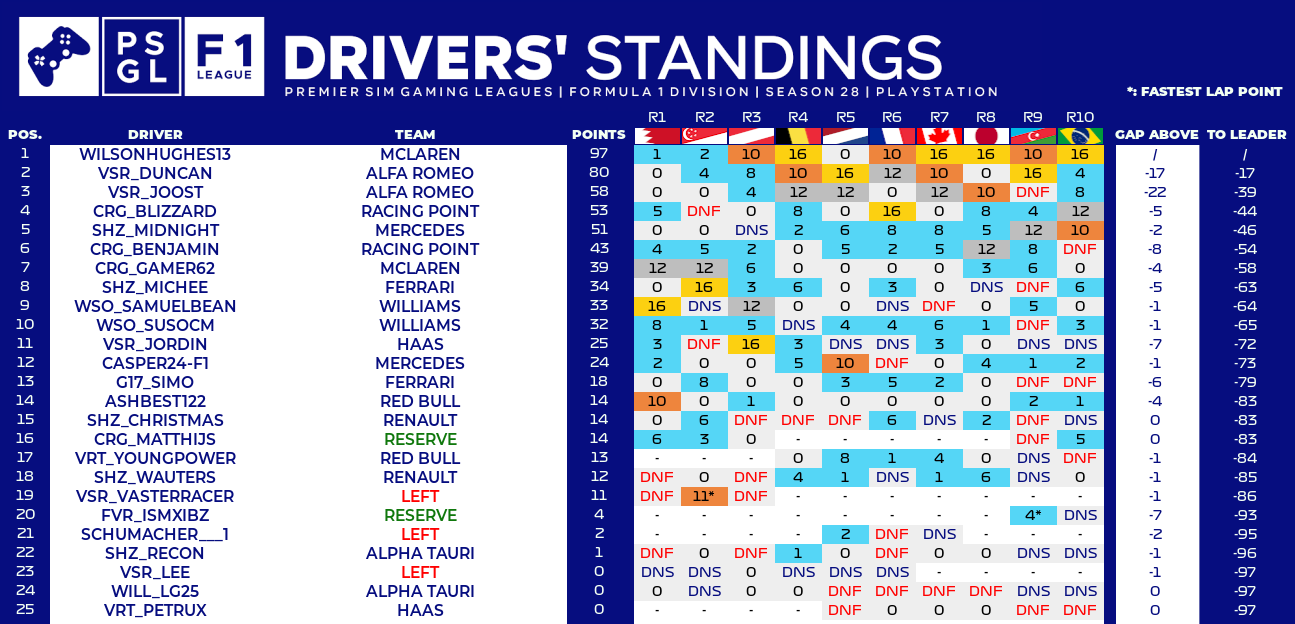 PS
GL
F1
LEAGUE
DRIVERS' STANDINGS
PREMIER SIM GAMING LEAGUES | FORMULA 1 DIVISION | SEASON 28 | PLAYSTATION
*: FASTEST LAP POINT
R1 R2 R3 R4 R5 R6 R7 R8 R9 R10
POS. DRIVER TEAM POINTS GAP ABOVE TO LEADER
1 WILSONHUGHES13 MCLAREN 97 1 2 10 16 0 10 16 16 10 16 / /
2 VSR_DUNCAN ALFA ROMEO 80 0 4 8 10 16 12 10 0 16 4 -17 -17
3 VSR_JOOST ALFA ROMEO 58 0 0 4 12 12 0 12 10 DNF 8 -22 -39
4 CRG_BLIZZARD RACING POINT 53 5 DNF 0 8 0 16 0 8 4 12 -5 -44
5 SHZ_MIDNIGHT MERCEDES 51 0 0 DNS 2 6 8 8 5 12 10 -2 -46
6 CRG_BENJAMIN RACING POINT 43 4 5 2 0 5 2 5 12 8 DNF -8 -54
7 CRG_GAMER62 MCLAREN 39 12 12 6 0 0 0 0 3 6 0 -4 -58
8 SHZ_MICHEE FERRARI 34 0 16 3 6 0 3 0 DNS DNF 6 -5 -63
9 WSO_SAMUELBEAN WILLIAMS 33 16 DNS 12 0 0 DNS DNF 0 5 0 -1 -64
10 WSO_SUSOCM WILLIAMS 32 8 1 5 DNS 4 4 6 1 DNF 3 -1 -65
11 VSR_JORDIN HAAS 25 3 DNF 16 3 DNS DNS 3 0 DNS DNS -7 -72
12 CASPER24-F1 MERCEDES 24 2 0 0 5 10 DNF 0 4 1 2 -1 -73
13 G17_SIMO FERRARI 18 0 8 0 0 3 5 2 0 DNF DNF -6 -79
14 ASHBEST122 RED BULL 14 10 0 1 0 0 0 0 0 2 1 -4 -83
15 SHZ_CHRISTMAS RENAULT 14 0 6 DNF DNF DNF 6 DNS 2 DNF DNS 0 -83
16 CRG_MATTHIJS RESERVE 14 6 3 0 - - - - - DNF 5 0 -83
17 VRT_YOUNGPOWER RED BULL 13 - - - 0 8 1 4 0 DNS DNF -1 -84
18 SHZ_WAUTERS RENAULT 12 DNF 0 DNF 4 1 DNS 1 6 DNS 0 -1 -85
19 VSR_VASTERRACER LEFT 11 DNF 11* DNF - - - - - - - -1 -86
20 FVR_ISMXIBZ RESERVE 4 - - - - - - - - 4* DNS -7 -93
21 SCHUMACHER___1 LEFT 2 - - - - 2 DNF DNS - - - -2 -95
22 SHZ_RECON ALPHA TAURI 1 DNF 0 DNF 1 0 DNF 0 0 DNS DNS -1 -96
23 VSR_LEE LEFT 0 DNS DNS 0 DNS DNS DNS - - - - -1 -97
24 WILL_LG25 ALPHA TAURI 0 0 DNS 0 0 DNF DNF DNF DNF DNS DNS 0 -97
25 VRT_PETRUX HAAS 0 - - - - DNF 0 0 0 DNF DNF 0 -97